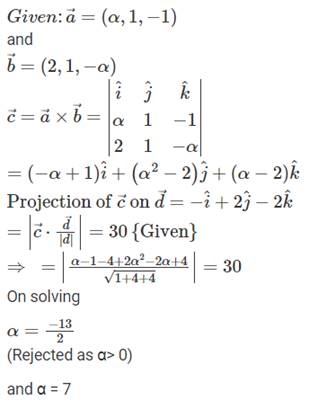 Given: a⃗ = (α, 1, −1)
and
b⃗ = (2, 1, −α)
c⃗ = a⃗ × b⃗ = | î ĵ k̂ |
| α 1 −1 |
| 2 1 −α |
= (−α + 1)î + (α² − 2)ĵ + (α − 2)k̂
Projection of c⃗ on d⃗ = −î + 2ĵ − 2k̂
= |c⃗ · d⃗/|d|| = 30 {Given}
⇒ = |(α−1−4+2α²−2α+4)/√(1+4+4)| = 30
On solving
α = −13/2
(Rejected as α> 0)
and α = 7